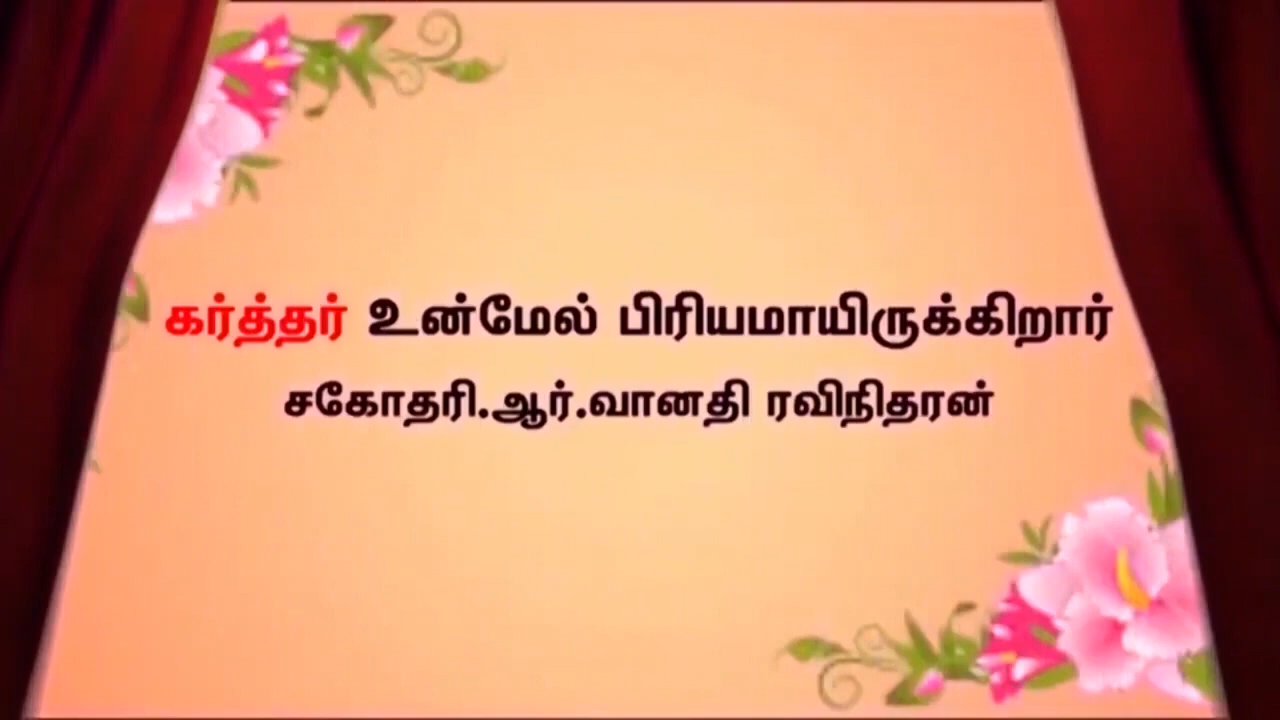 கர்த்தர் உன்மேல் பிரியமாயிருக்கிறார்
சகோதரி.ஆர்.வானதி ரவிநிதரன்